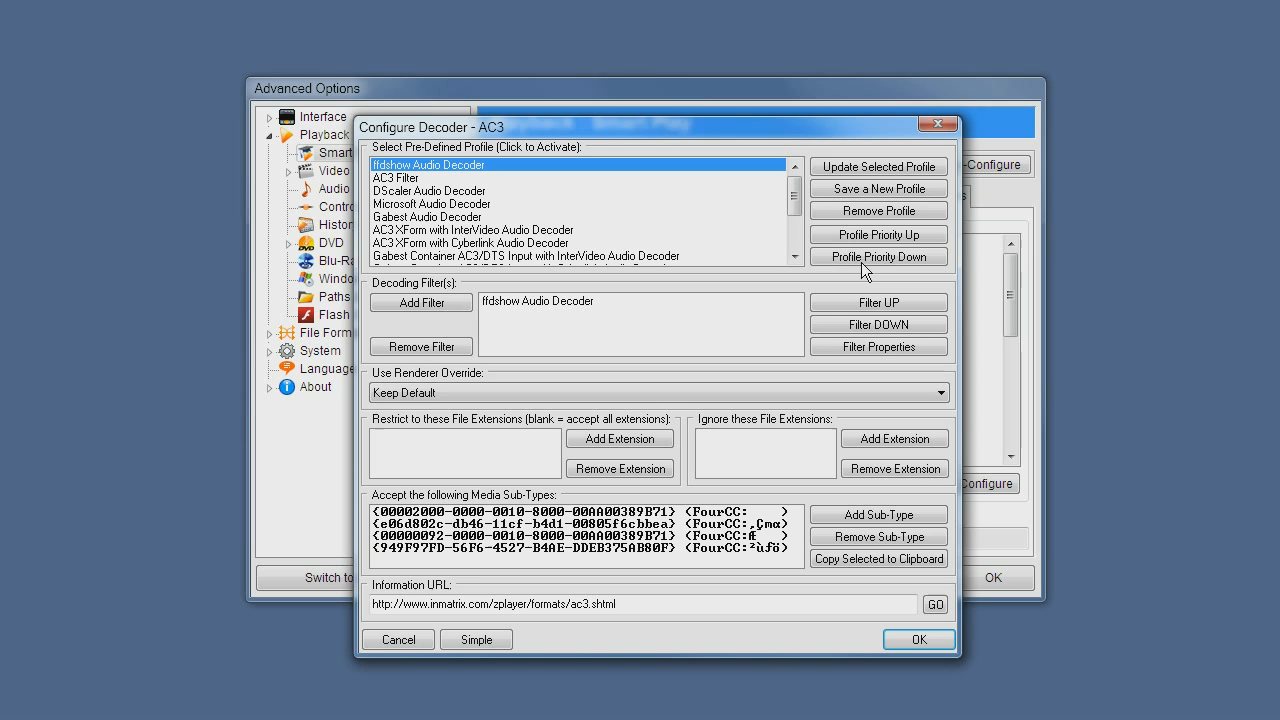 Advanced Options
Interface
Playback
Smart
Video
Audio
Contro
Histor
DVD
Blu-Ra
Windo
Paths
Flash
File Form
System
Language
About
Switch to
-Configure
s
Configure
OK
Configure Decoder - AC3
Select Pre-Defined Profile (Click to Activate):
ffdshow Audio Decoder
AC3 Filter
DScaler Audio Decoder
Microsoft Audio Decoder
Gabest Audio Decoder
AC3 XForm with InterVideo Audio Decoder
AC3 XForm with Cyberlink Audio Decoder
Gabest Container AC3/DTS Input with InterVideo Audio Decoder
Update Selected Profile
Save a New Profile
Remove Profile
Profile Priority Up
Profile Priority Down
Decoding Filter(s):
Add Filter
Remove Filter
ffdshow Audio Decoder
Filter UP
Filter DOWN
Filter Properties
Use Renderer Override:
Keep Default
Restrict to these File Extensions (blank = accept all extensions):
Add Extension
Remove Extension
Ignore these File Extensions:
Add Extension
Remove Extension
Accept the following Media Sub-Types:
{00002000-0000-0010-8000-00AA00389B71} (FourCC:    )
{e06d802c-db46-11cf-b4d1-00805f6cbbea} (FourCC:,Çmα)
{00000092-0000-0010-8000-00AA00389B71} (FourCC:Æ   )
{949F97FD-56F6-4527-B4AE-DDEB375AB80F} (FourCC:²ùƒö)
Add Sub-Type
Remove Sub-Type
Copy Selected to Clipboard
Information URL:
http://www.inmatrix.com/zplayer/formats/ac3.shtml
GO
Cancel
Simple
OK